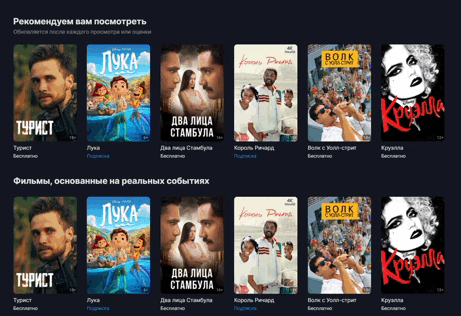 Рекомендуем вам посмотреть
Обновляется после каждого просмотра или оценки
ТУРИСТ
18+
ЛУКА
6+
ДВА ЛИЦА
СТАМБУЛА
16+
4K
Король Ричард
ВОЛК
С УОЛЛ-СТРИТ
18+
Круэлла
Турист
Бесплатно
Лука
Подписка
Два лица Стамбула
Бесплатно
Король Ричард
Подписка
Волк с Уолл-стрит
Бесплатно
Круэлла
Бесплатно
Фильмы, основанные на реальных событиях
ТУРИСТ
18+
ЛУКА
6+
ДВА ЛИЦА
СТАМБУЛА
16+
4K
Король Ричард
ВОЛК
С УОЛЛ-СТРИТ
18+
Круэлла
Турист
Бесплатно
Лука
Подписка
Два лица Стамбула
Бесплатно
Король Ричард
Подписка
Волк с Уолл-стрит
Бесплатно
Круэлла
Бесплатно